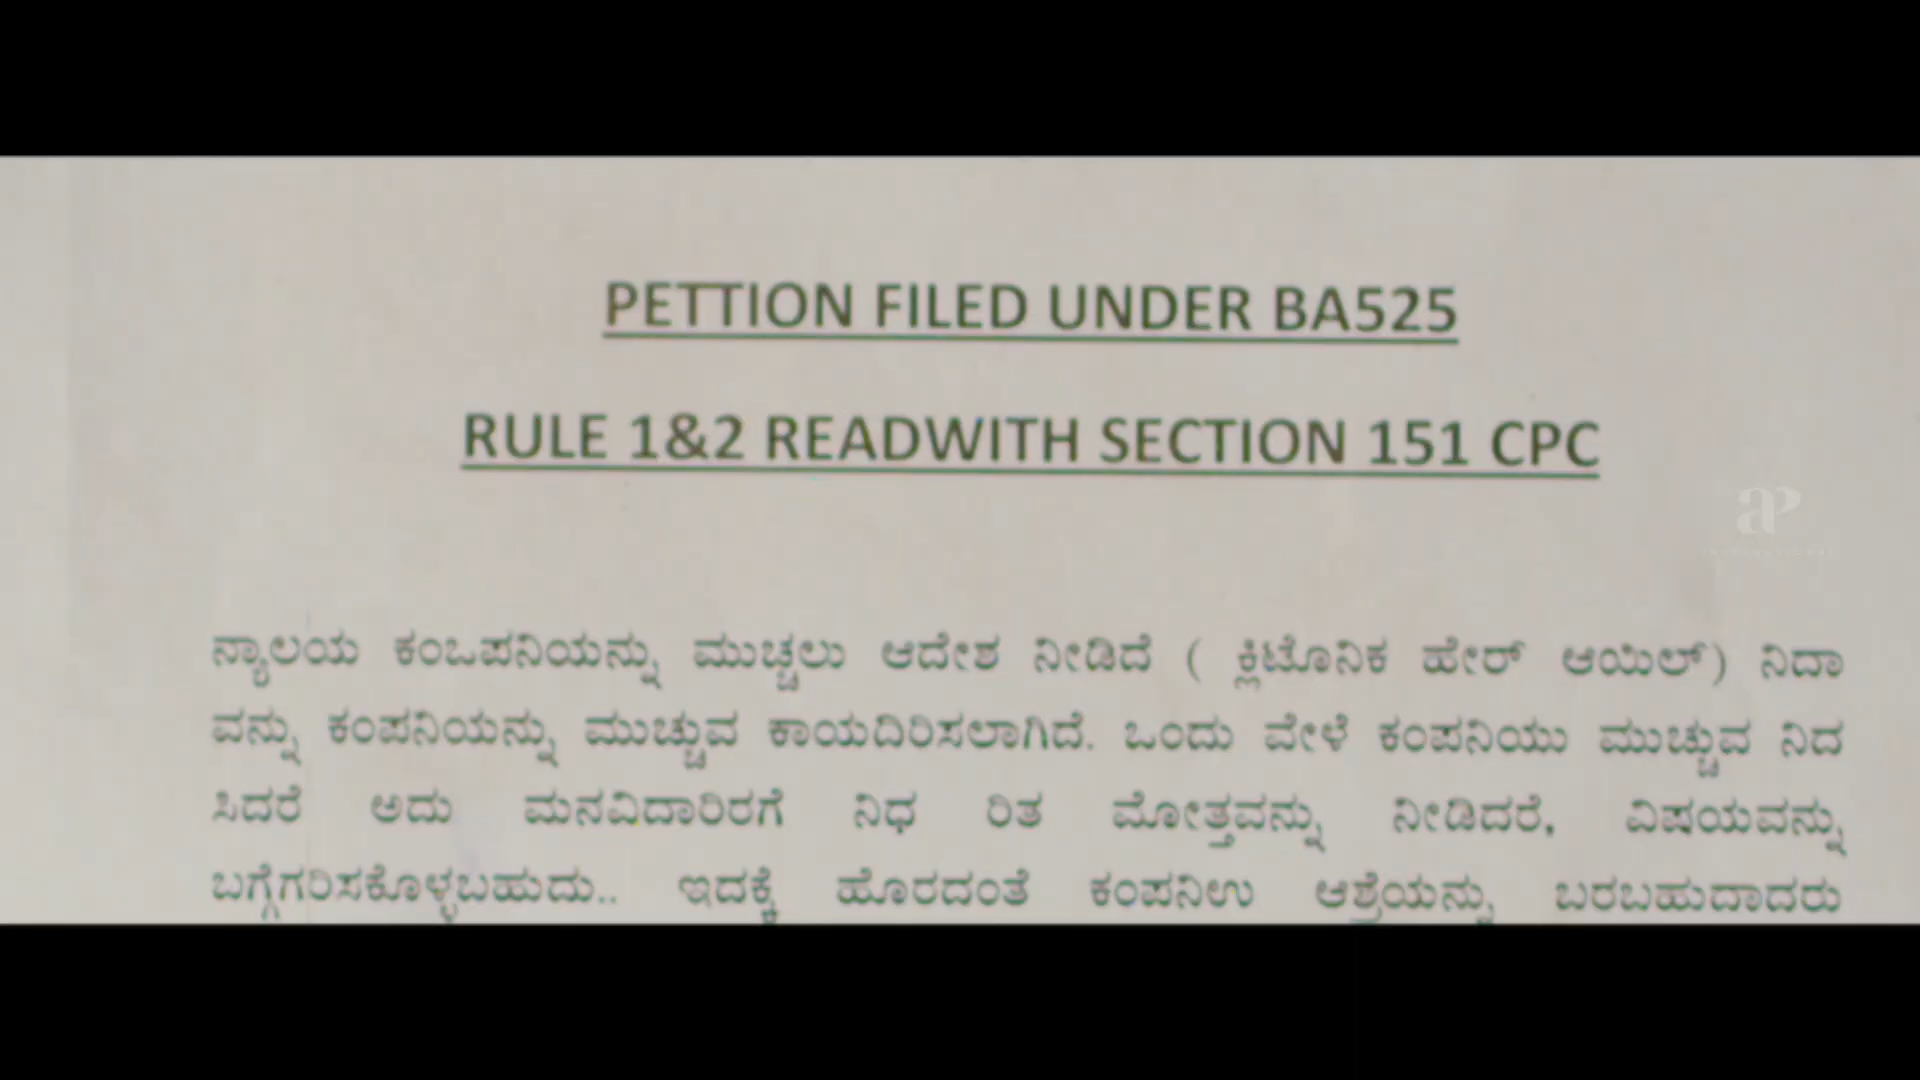 PETTION FILED UNDER BA525
RULE 1&2 READWITH SECTION 151 CPC
ap
ನ್ಯಾಲಯ ಕಂಒಪನಿಯನ್ನು ಮುಚ್ಚಲು ಆದೇಶ ನೀಡಿದೆ ( ಕ್ಲಿಟೊನಿಕ ಹೇರ್ ಆಯಿಲ್) ನಿದಾ
ವನ್ನು ಕಂಪನಿಯನ್ನು ಮುಚ್ಚುವ ಕಾಯದಿರಿಸಲಾಗಿದೆ. ಒಂದು ವೇಳೆ ಕಂಪನಿಯು ಮುಚ್ಚುವ ನಿದ
ಸಿದರೆ ಅದು ಮನವಿದಾರಿರಗೆ ನಿಧ ರಿತ ಮೋತ್ತವನ್ನು ನೀಡಿದರೆ, ವಿಷಯವನ್ನು
ಬಗ್ಗೆಗರಿಸಕೊಳ್ಳಬಹುದು.. ಇದಕ್ಕೆ ಹೊರದಂತೆ ಕಂಪನಿಉ ಆಶ್ರೆಯನ್ನು ಬರಬಹುದಾದರು